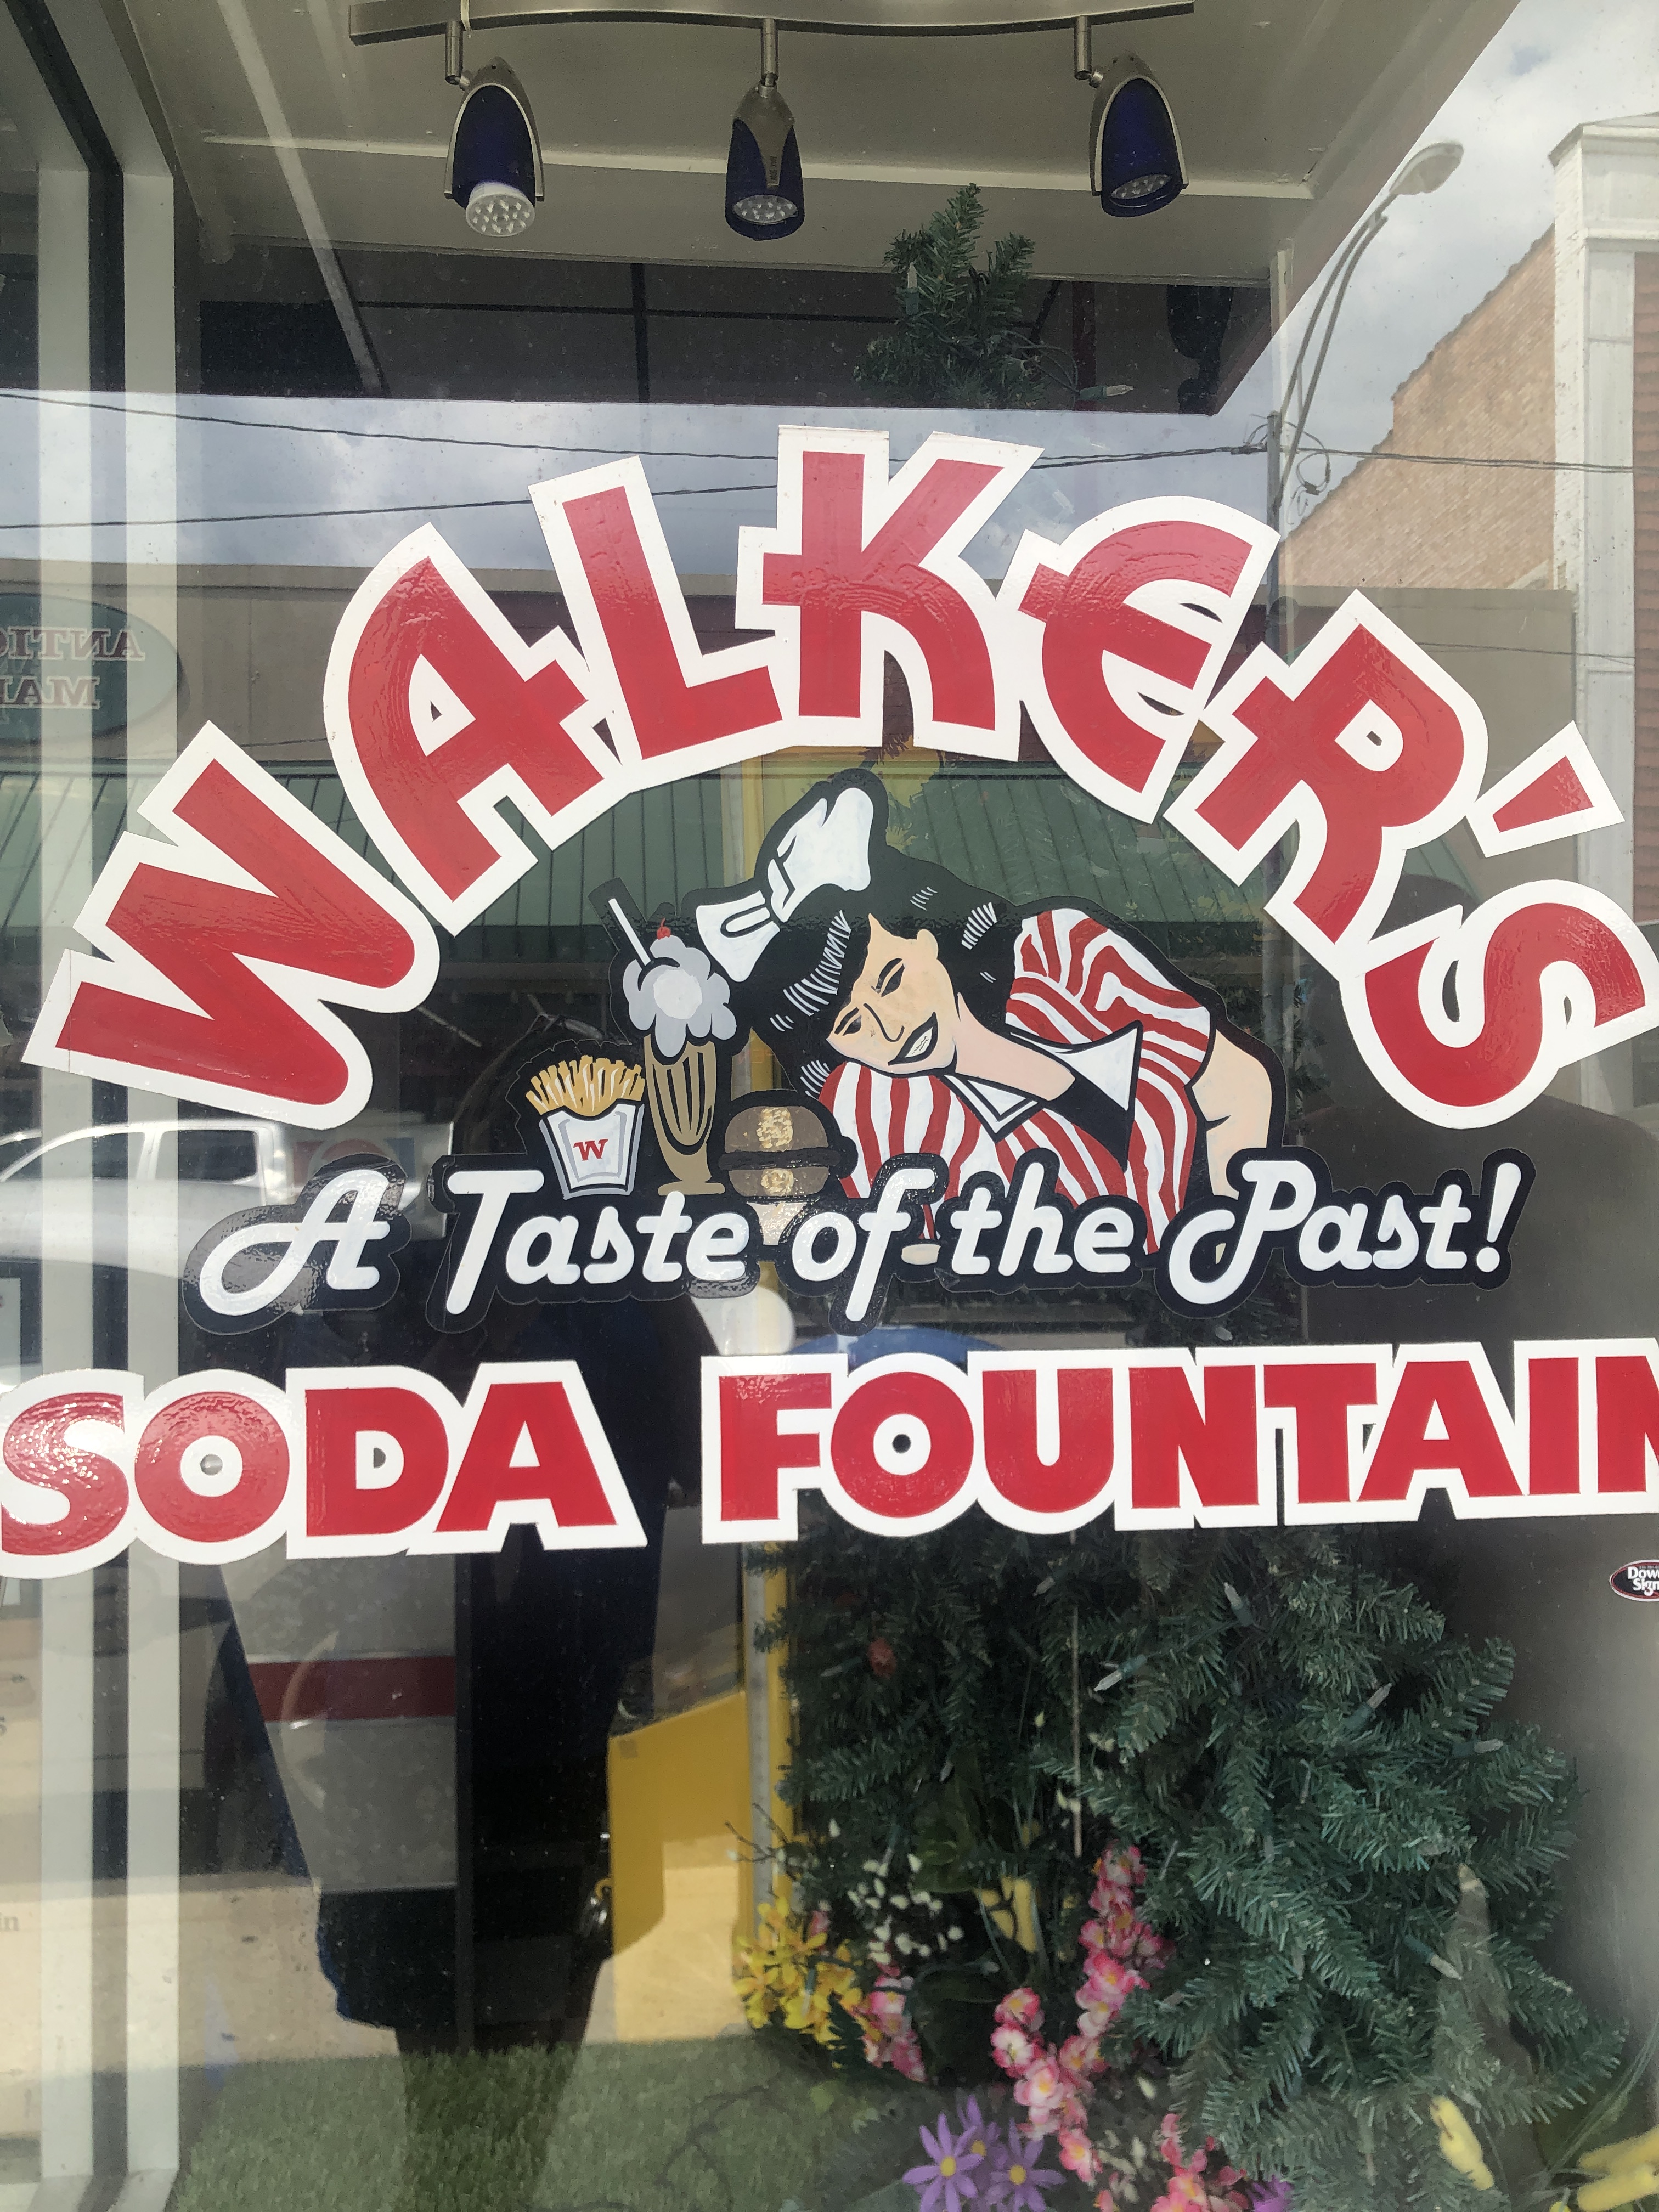 WALKER'S
W
A Taste of the Past!
SODA FOUNTAIN